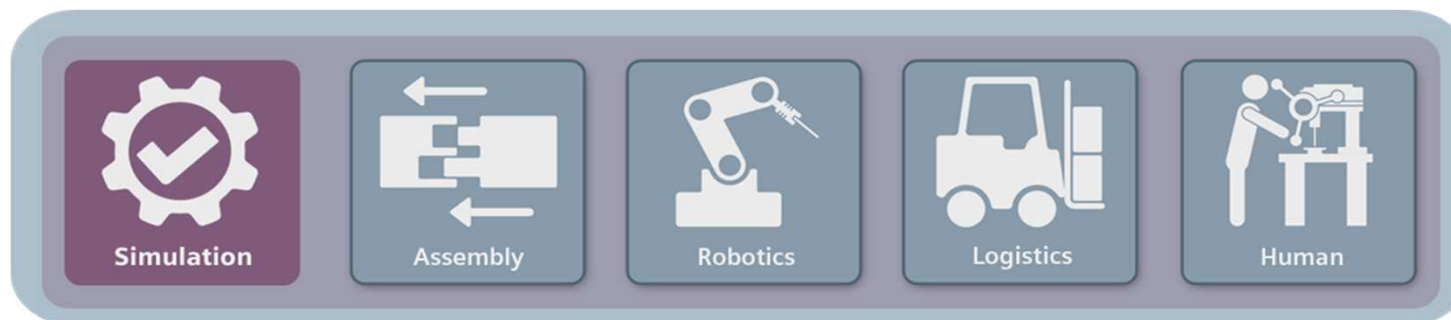 Simulation
Assembly
Robotics
Logistics
Human